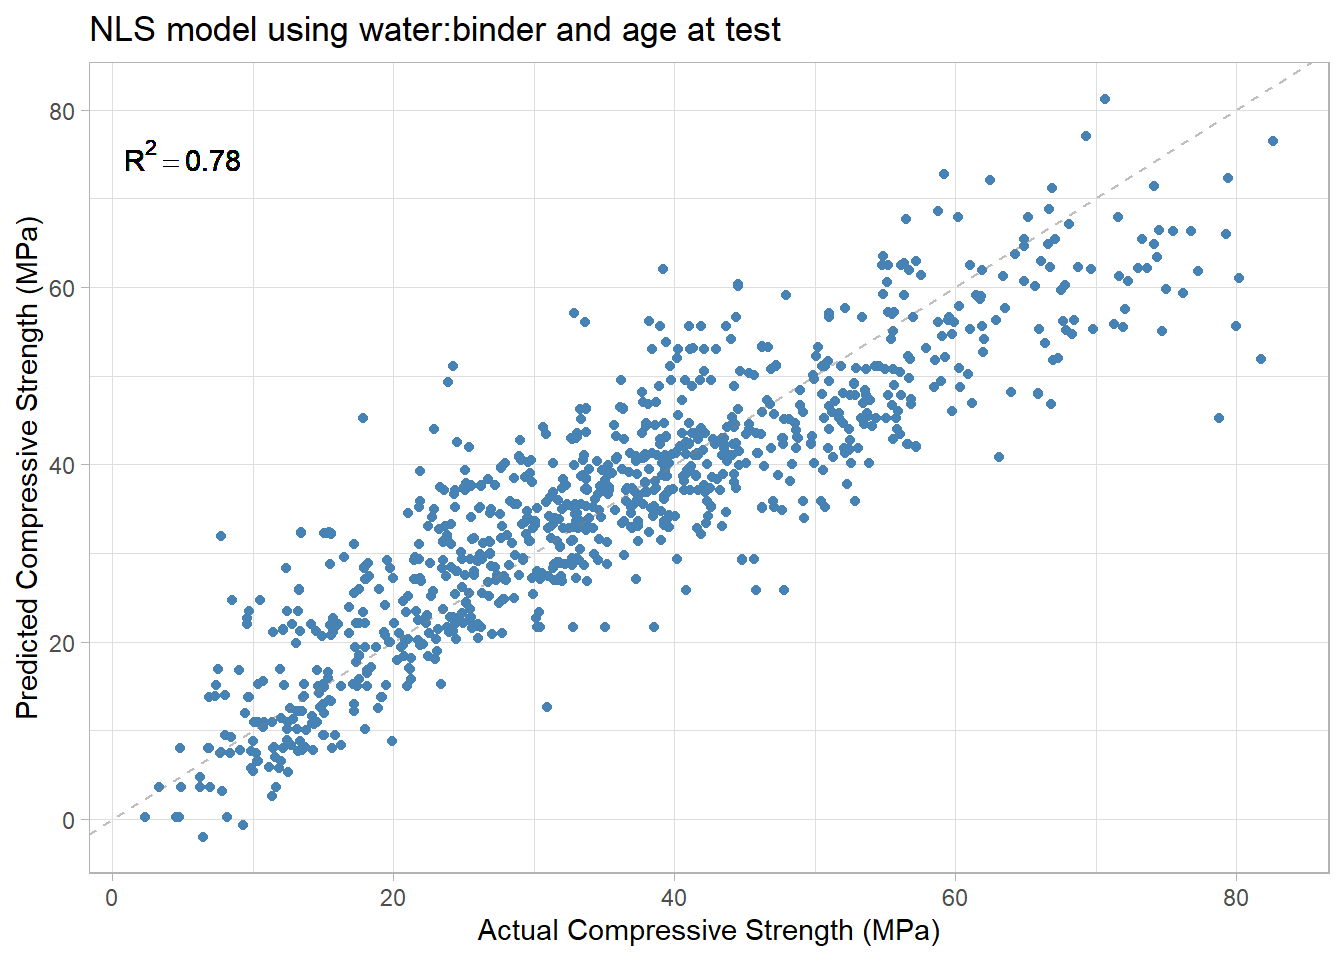 NLS model using water:binder and age at test
R² = 0.78
Predicted Compressive Strength (MPa)
80
60
40
20
0
0 20 40 60 80
Actual Compressive Strength (MPa)